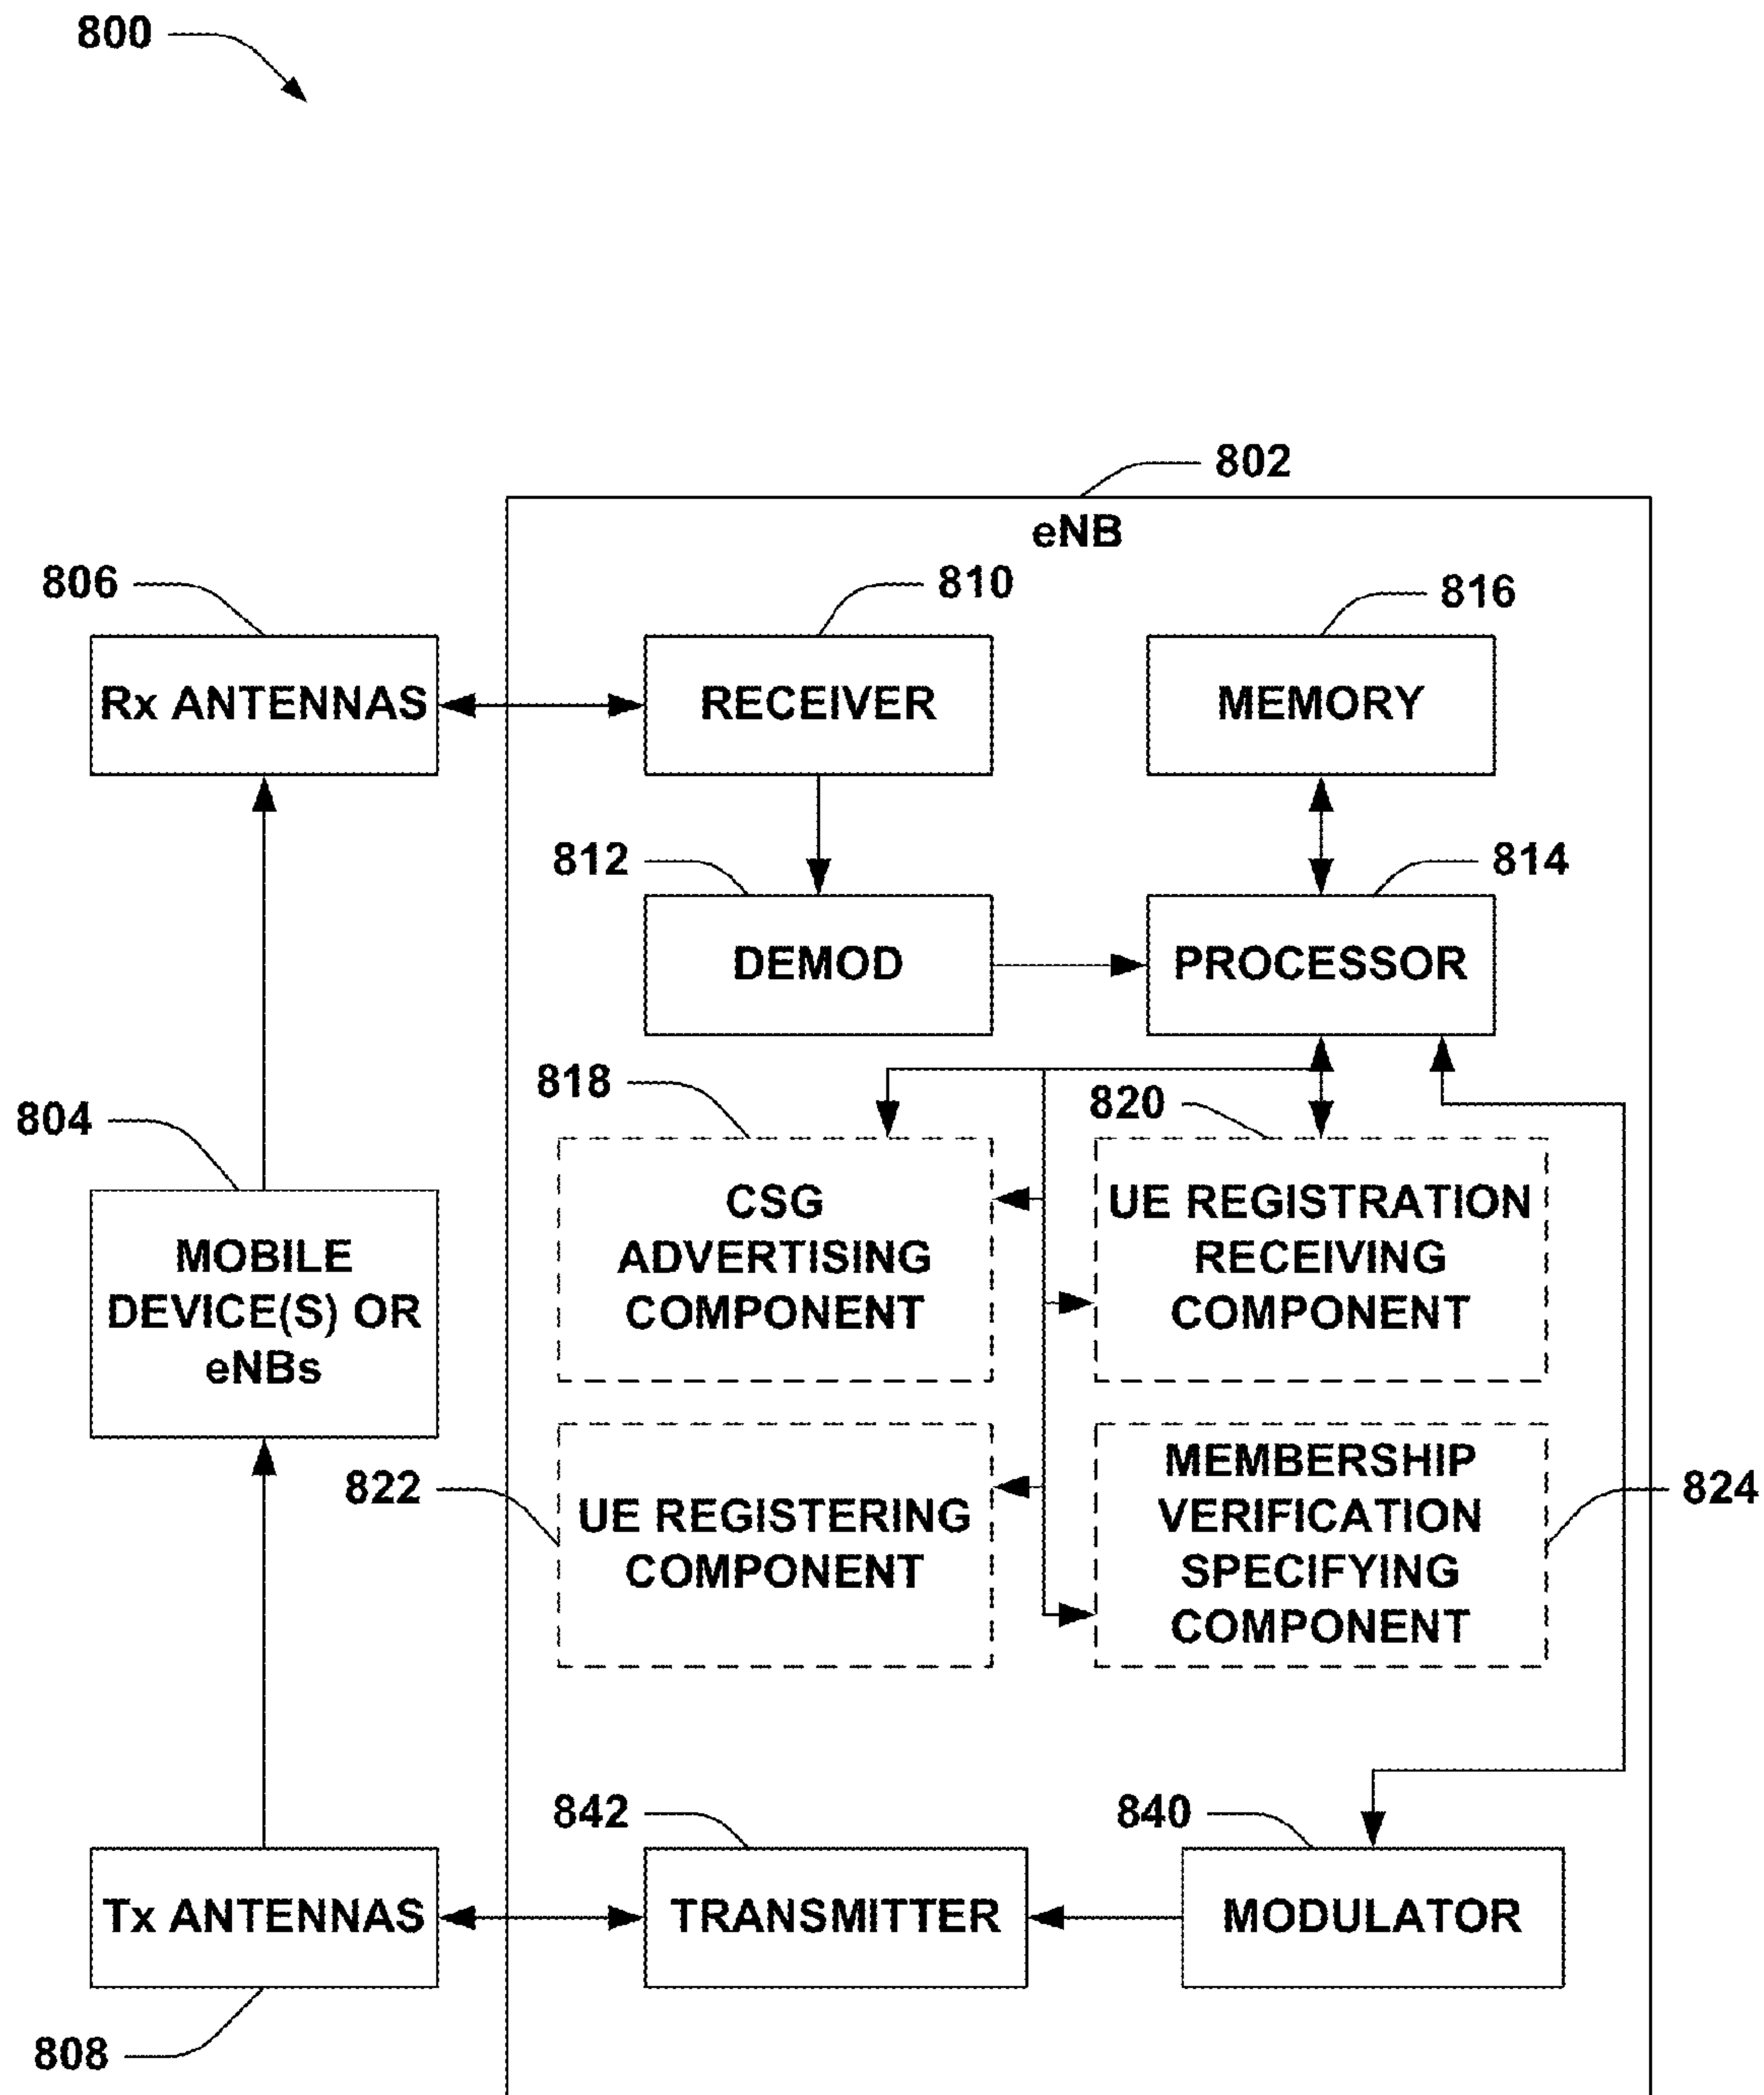 800
802
eNB
806
810
816
Rx ANTENNAS
RECEIVER
MEMORY
812
814
DEMOD
PROCESSOR
818
820
804
CSG
ADVERTISING
COMPONENT
UE REGISTRATION
RECEIVING
COMPONENT
MOBILE
DEVICE(S) OR
eNBs
822
UE REGISTERING
COMPONENT
MEMBERSHIP
VERIFICATION
SPECIFYING
COMPONENT
824
842
840
Tx ANTENNAS
TRANSMITTER
MODULATOR
808